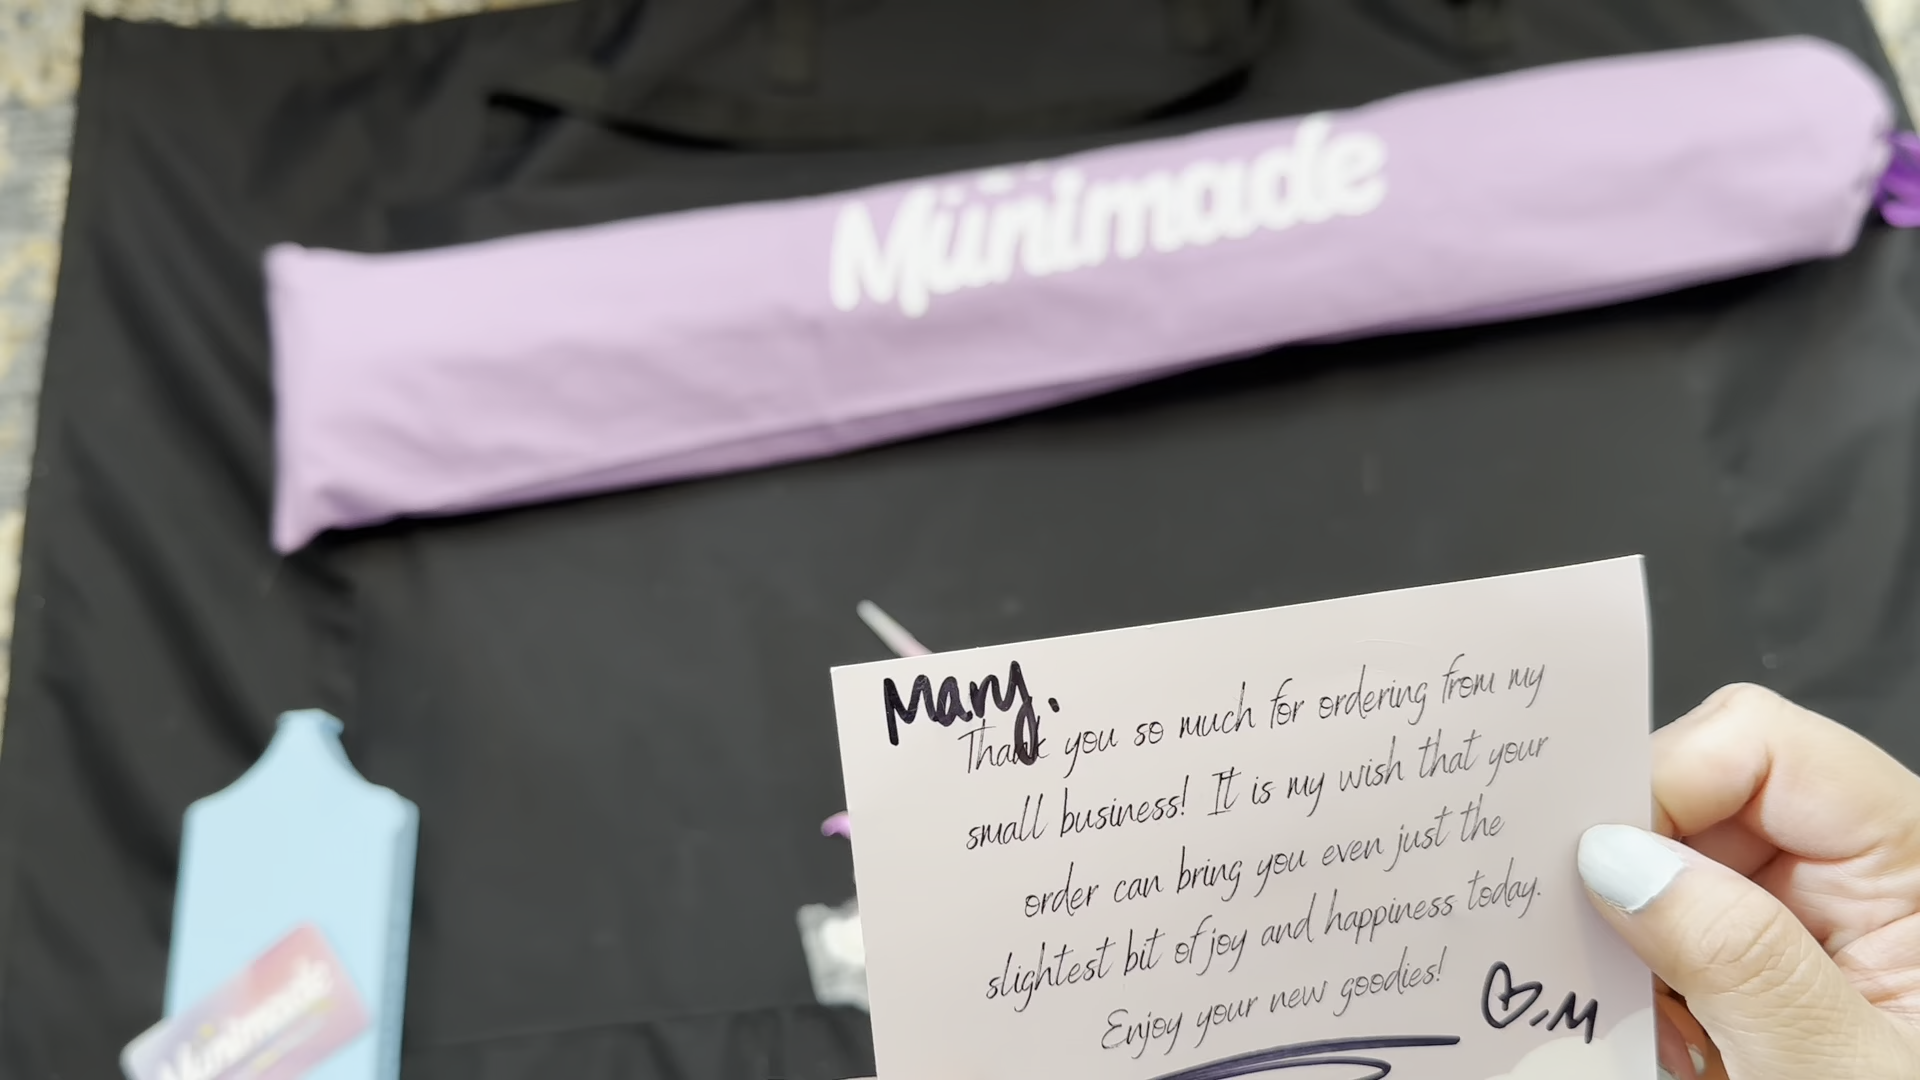 Münimade
Mary.
Thank you so much for ordering from my
small business! It is my wish that your
order can bring you even just the
slightest bit of joy and happiness today.
Enjoy your new goodies!
♡, M
Münimade